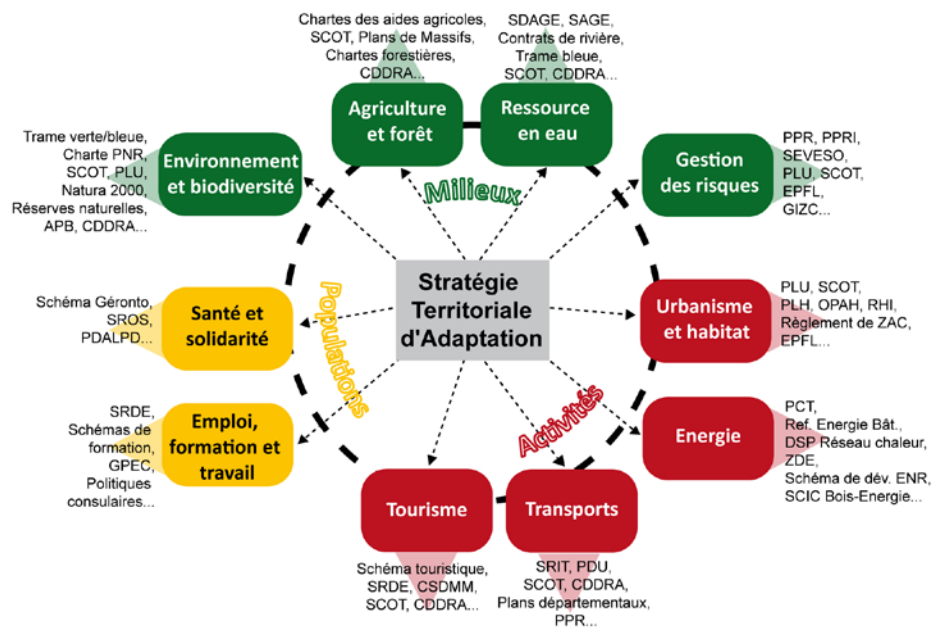 Chartes des aides agricoles,
SCOT, Plans de Massifs,
Chartes forestières,
CDDRA...
SDAGE, SAGE,
Contrats de rivière,
Trame bleue,
SCOT, CDDRA...
Agriculture
et forêt
Ressource
en eau
Trame verte/bleue,
Charte PNR,
SCOT, PLU,
Natura 2000,
Réserves naturelles,
APB, CDDRA...
Environnement
et biodiversité
Gestion
des risques
PPR, PPRI,
SEVESO,
PLU, SCOT,
EPFL,
GIZC...
Milieux
Stratégie
Territoriale
d'Adaptation
Schéma Géronto,
SROS,
PDALPD...
Santé et
solidarité
Populations
Urbanisme
et habitat
PLU, SCOT,
PLH, OPAH, RHI,
Règlement de ZAC,
EPFL...
SRDE,
Schémas de
formation,
GPEC,
Politiques
consulaires...
Emploi,
formation et
travail
Activités
Energie
PCT,
Ref. Energie Bât.,
DSP Réseau chaleur,
ZDE,
Schéma de dév. ENR,
SCIC Bois-Energie...
Tourisme
Transports
Schéma touristique,
SRDE, CSDMM,
SCOT, CDDRA...
SRIT, PDU,
SCOT, CDDRA,
Plans départementaux,
PPR...